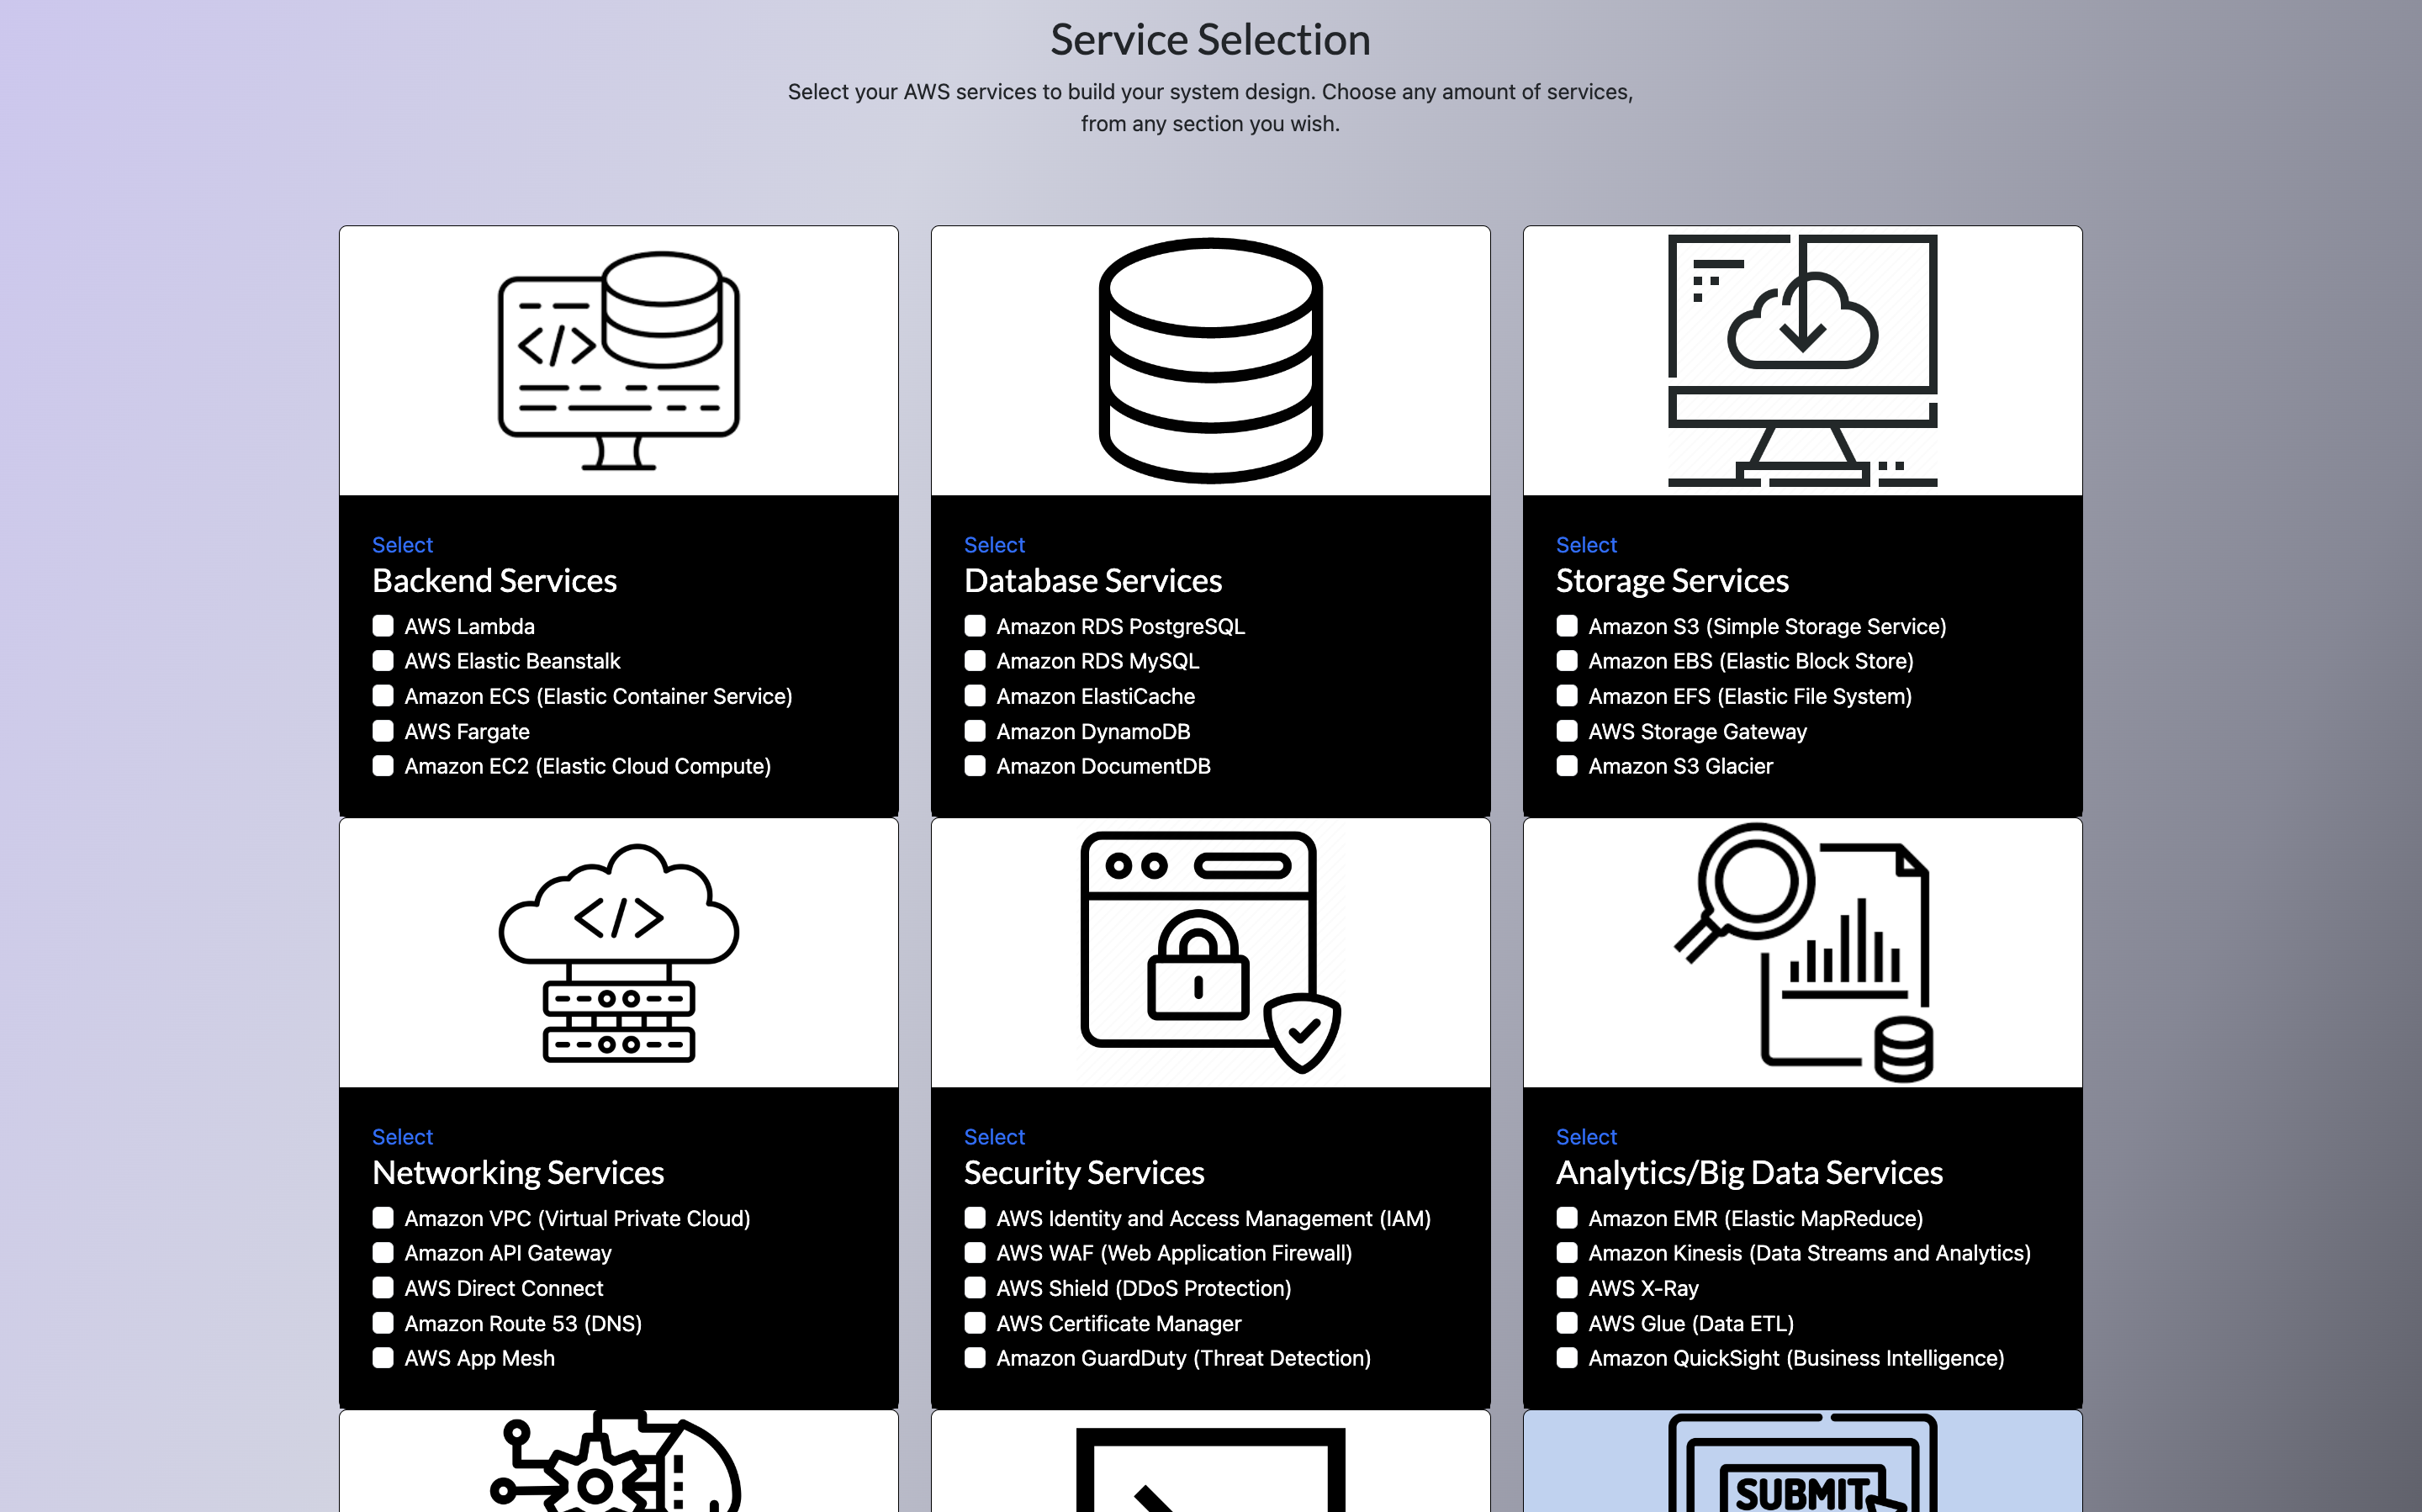 Service Selection
Select your AWS services to build your system design. Choose any amount of services,
from any section you wish.
</>
Select
Backend Services
AWS Lambda
AWS Elastic Beanstalk
Amazon ECS (Elastic Container Service)
AWS Fargate
Amazon EC2 (Elastic Cloud Compute)
Select
Database Services
Amazon RDS PostgreSQL
Amazon RDS MySQL
Amazon ElastiCache
Amazon DynamoDB
Amazon DocumentDB
Select
Storage Services
Amazon S3 (Simple Storage Service)
Amazon EBS (Elastic Block Store)
Amazon EFS (Elastic File System)
AWS Storage Gateway
Amazon S3 Glacier
</>
Select
Networking Services
Amazon VPC (Virtual Private Cloud)
Amazon API Gateway
AWS Direct Connect
Amazon Route 53 (DNS)
AWS App Mesh
Select
Security Services
AWS Identity and Access Management (IAM)
AWS WAF (Web Application Firewall)
AWS Shield (DDoS Protection)
AWS Certificate Manager
Amazon GuardDuty (Threat Detection)
Select
Analytics/Big Data Services
Amazon EMR (Elastic MapReduce)
Amazon Kinesis (Data Streams and Analytics)
AWS X-Ray
AWS Glue (Data ETL)
Amazon QuickSight (Business Intelligence)
SUBMIT